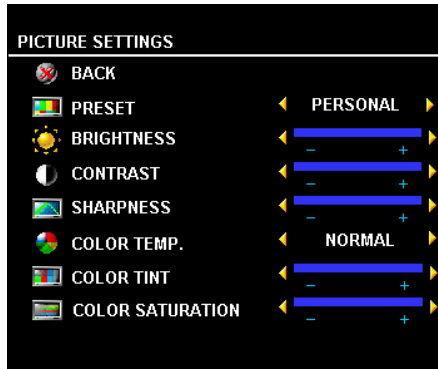 PICTURE SETTINGS
BACK
PRESET PERSONAL
BRIGHTNESS
- +
CONTRAST
- +
SHARPNESS
- +
COLOR TEMP. NORMAL
COLOR TINT
- +
COLOR SATURATION
- +